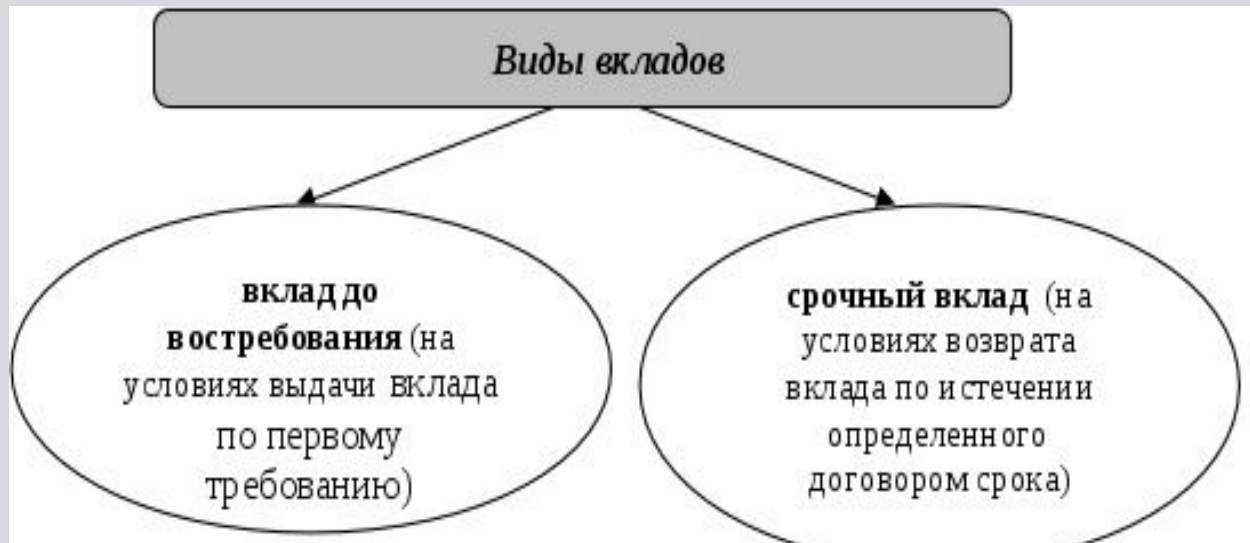 Виды вкладов
вклад до
востребования (на
условиях выдачи вклада
по первому
требованию)
срочный вклад (на
условиях возврата
вклада по истечении
определенного
договором срока)